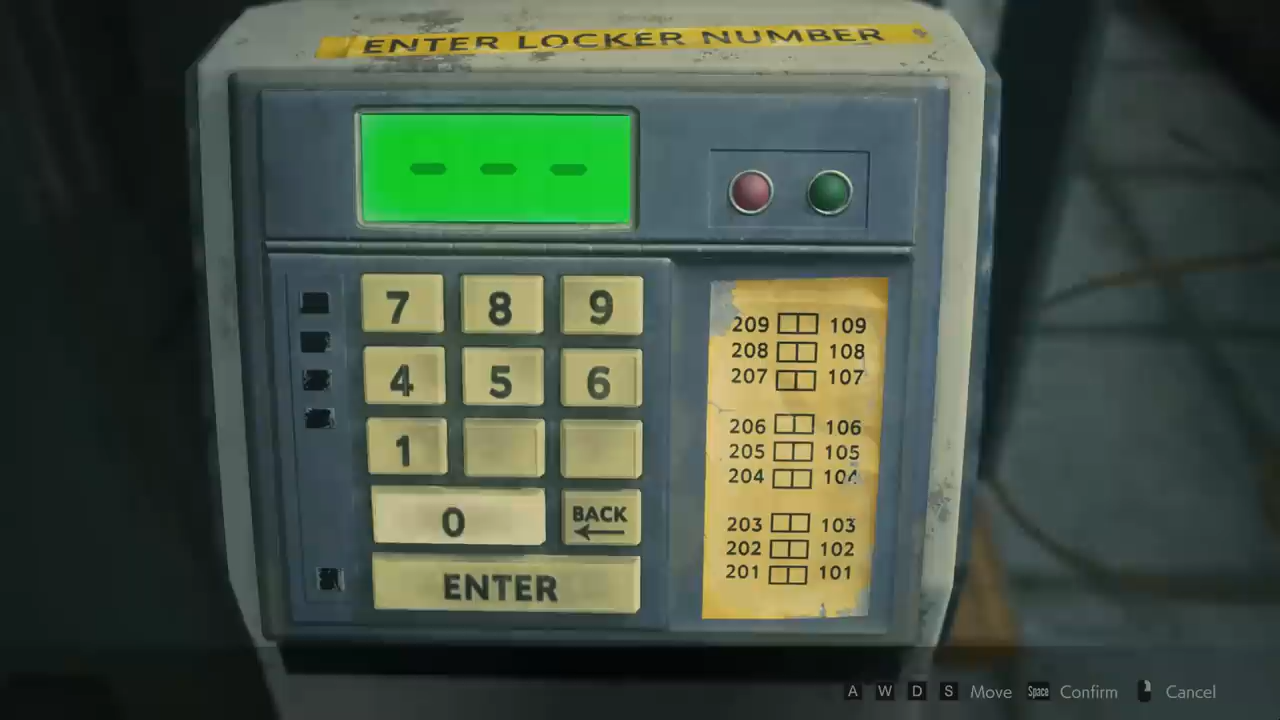 ENTER LOCKER NUMBER
7 8 9
4 5 6
1
0 BACK
ENTER
209 109
208 108
207 107
206 106
205 105
204 104
203 103
202 102
201 101
A W D S Move Space Confirm Cancel